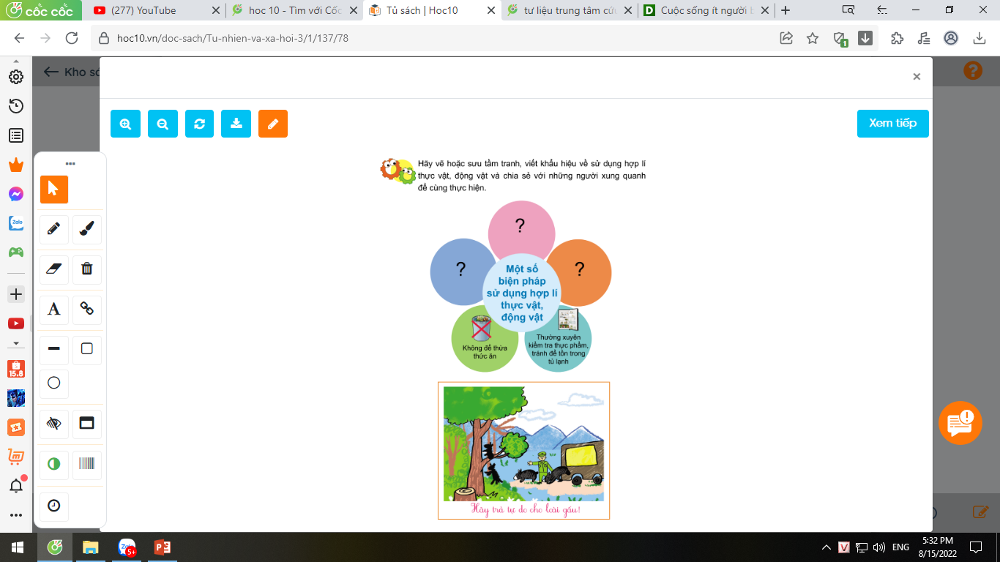 cốc cốc
(277) YouTube
hoc 10 - Tìm với Cốc
Tủ sách | Hoc10
tư liệu trung tâm cứu
Cuộc sống ít người b
hoc10.vn/doc-sach/Tu-nhien-va-xa-hoi-3/1/137/78
1
Kho sá
×
?
Xem tiếp
Hãy vẽ hoặc sưu tầm tranh, viết khẩu hiệu về sử dụng hợp lí
thực vật, động vật và chia sẻ với những người xung quanh
để cùng thực hiện.
?
?
?
Một số
biện pháp
sử dụng hợp lí
thực vật,
động vật
Không để thừa
thức ăn
Thường xuyên
kiểm tra thực phẩm,
tránh để tồn trong
tủ lạnh
Hãy trả tự do cho loài gấu!
Zalo
A
15.8
Zalo
5+
V
ENG
5:32 PM
8/15/2022